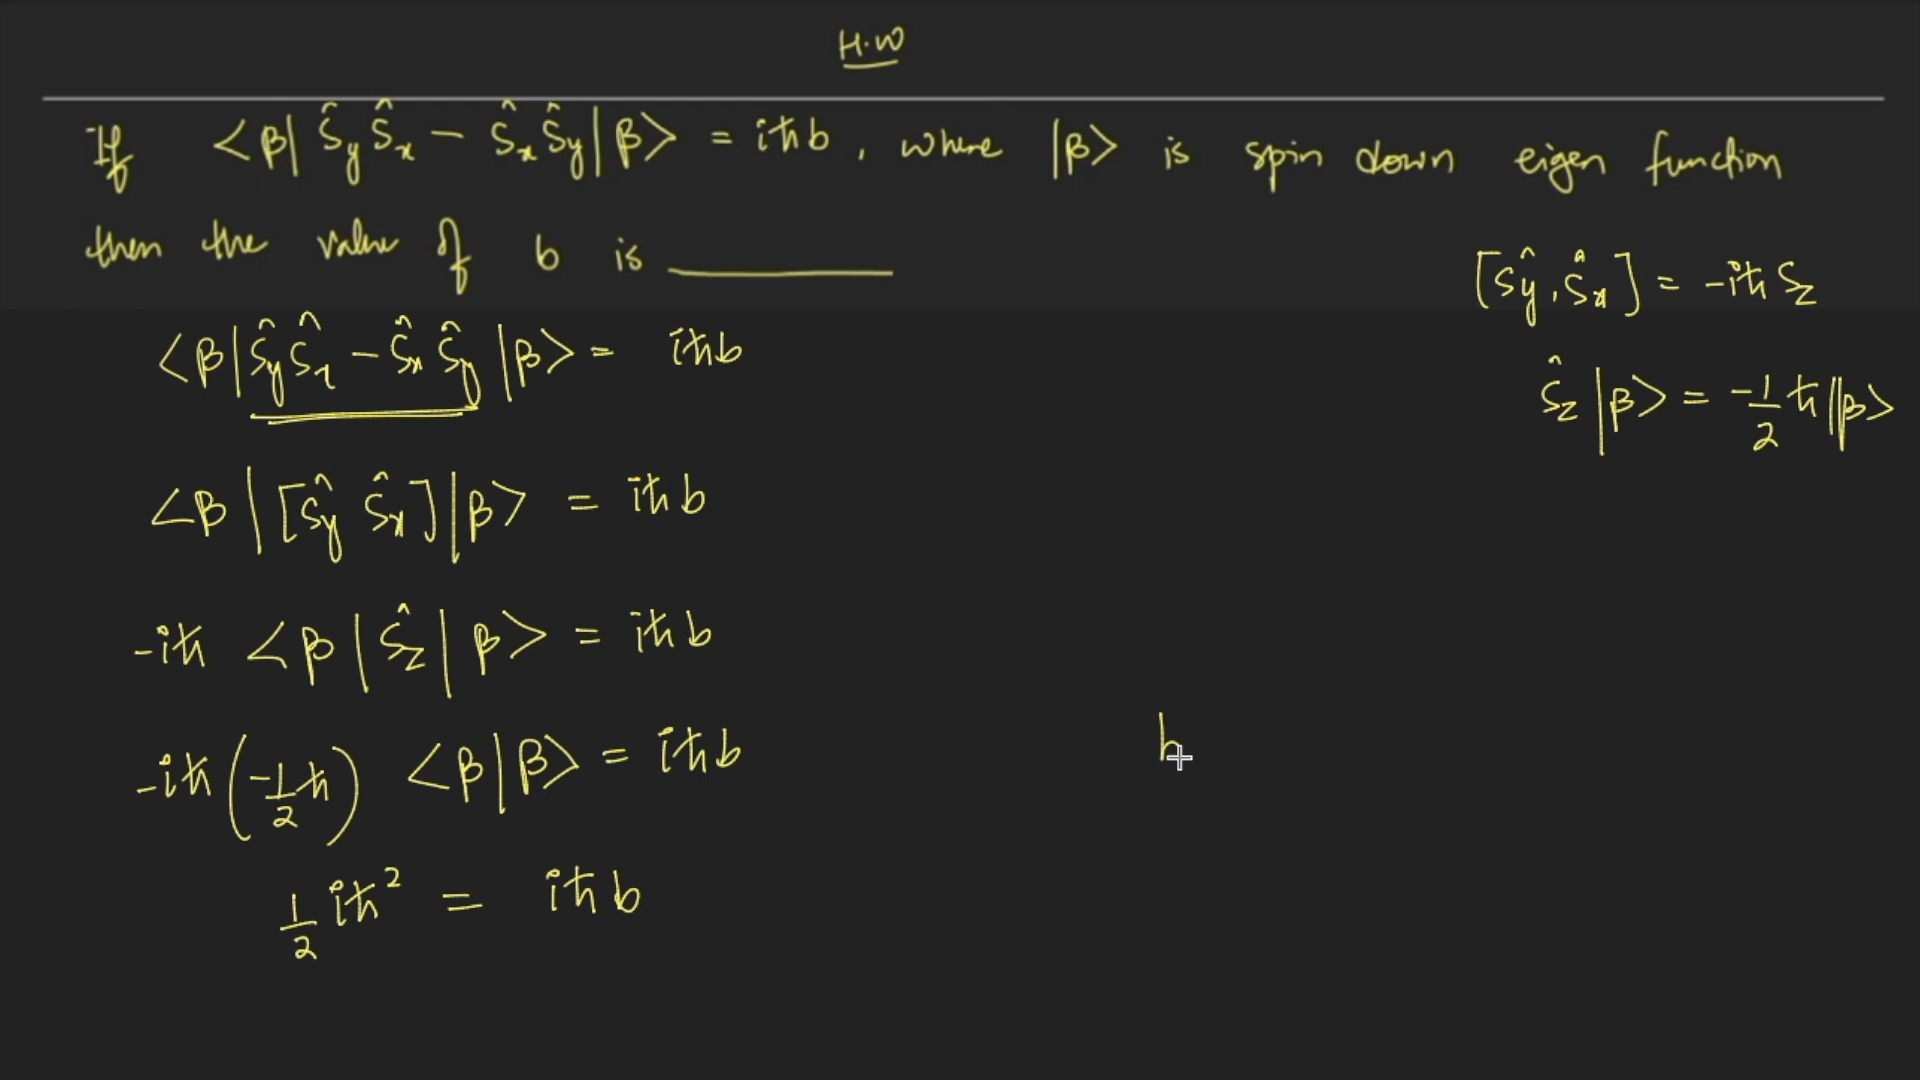 H.W
If <β| Ŝy Ŝx - Ŝx Ŝy |β> = iħb, where |β> is spin down eigen function
then the value of b is ________
[Ŝy, Ŝx] = -iħ Sz
Ŝz |β> = -1/2 ħ |β>
<β| Ŝy Ŝx - Ŝx Ŝy |β> = iħb
<β| [Ŝy Ŝx] |β> = iħb
-iħ <β| Ŝz |β> = iħb
-iħ (-1/2 ħ) <β|β> = iħb
1/2 iħ² = iħb